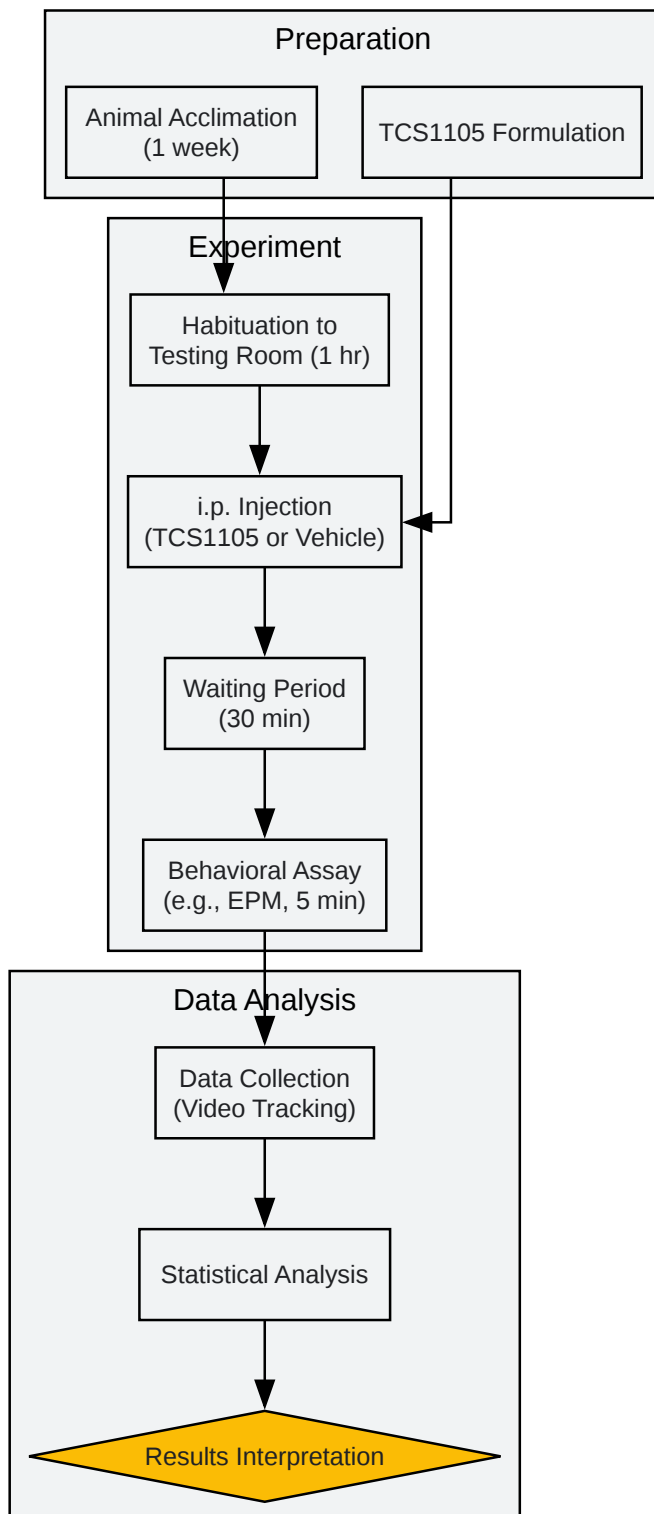 Preparation
Animal Acclimation
(1 week)
TCS1105 Formulation
Experiment
Habituation to
Testing Room (1 hr)
i.p. Injection
(TCS1105 or Vehicle)
Waiting Period
(30 min)
Behavioral Assay
(e.g., EPM, 5 min)
Data Analysis
Data Collection
(Video Tracking)
Statistical Analysis
Results Interpretation